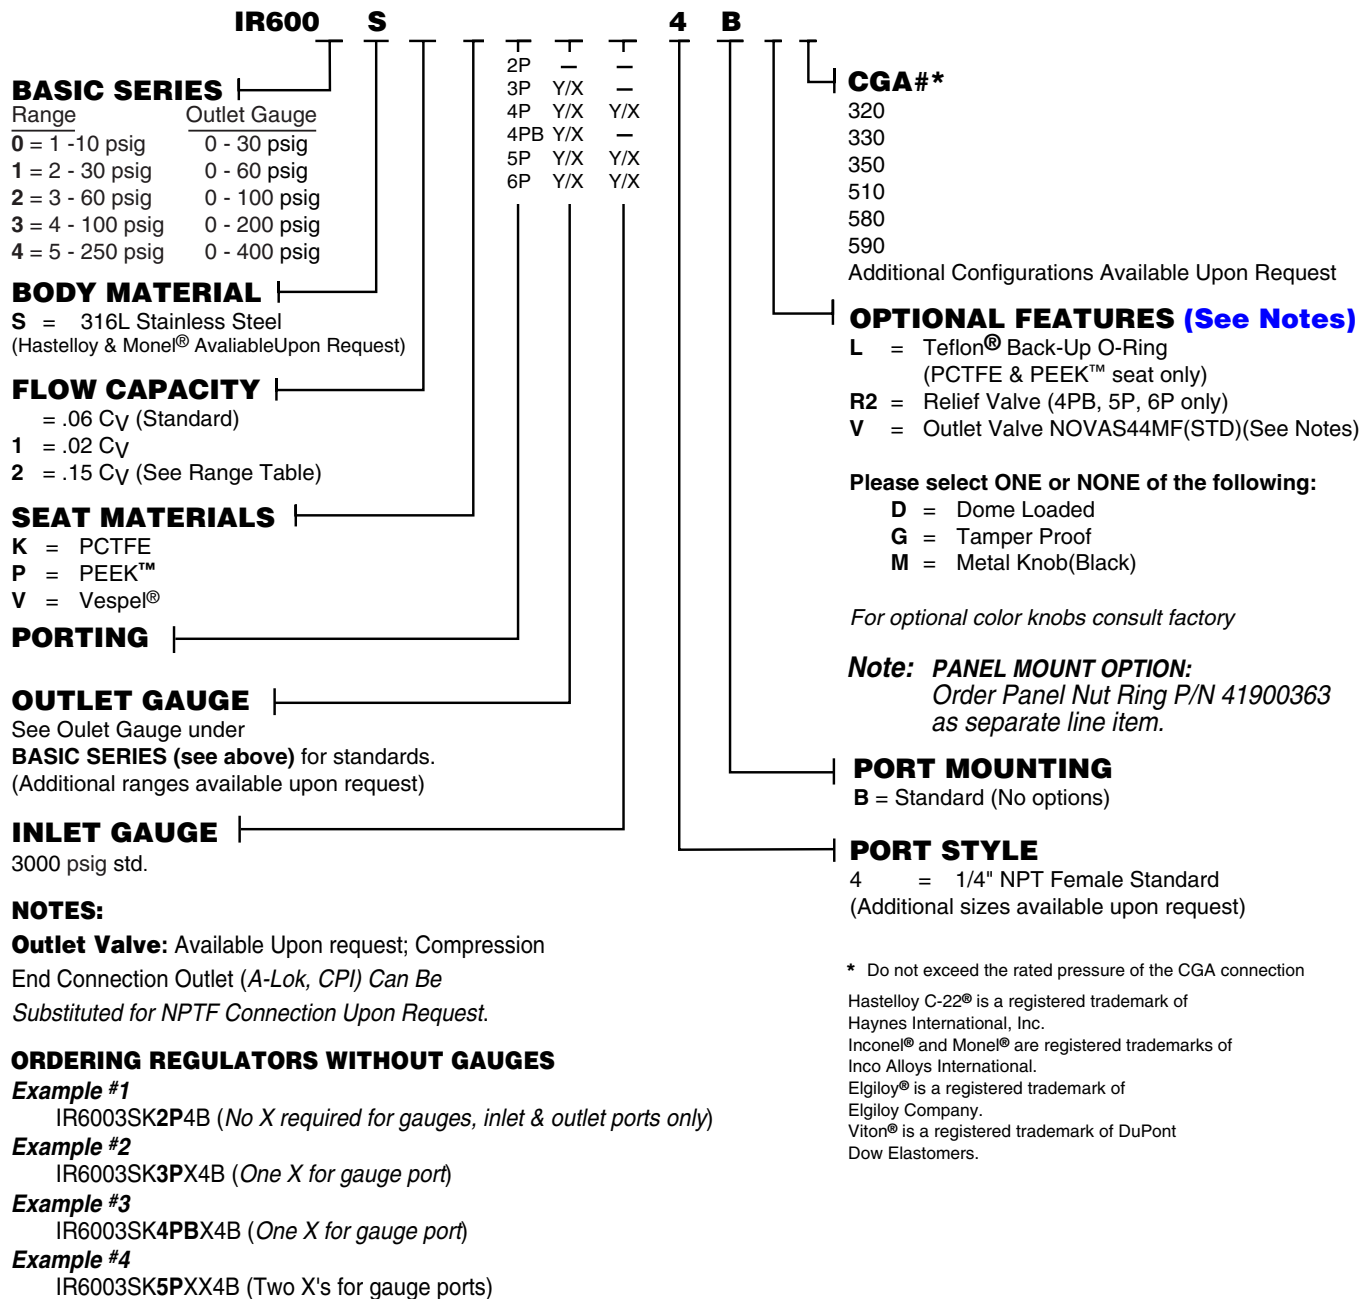 IR600 S 4 B
2P – –
3P Y/X –
4P Y/X Y/X
4PB Y/X –
5P Y/X Y/X
6P Y/X Y/X
BASIC SERIES
Range Outlet Gauge
0 = 1 -10 psig 0 - 30 psig
1 = 2 - 30 psig 0 - 60 psig
2 = 3 - 60 psig 0 - 100 psig
3 = 4 - 100 psig 0 - 200 psig
4 = 5 - 250 psig 0 - 400 psig
BODY MATERIAL
S = 316L Stainless Steel
(Hastelloy & Monel® AvaliableUpon Request)
FLOW CAPACITY
= .06 CV (Standard)
1 = .02 CV
2 = .15 CV (See Range Table)
SEAT MATERIALS
K = PCTFE
P = PEEK™
V = Vespel®
PORTING
OUTLET GAUGE
See Oulet Gauge under
BASIC SERIES (see above) for standards.
(Additional ranges available upon request)
INLET GAUGE
3000 psig std.
NOTES:
Outlet Valve: Available Upon request; Compression
End Connection Outlet (A-Lok, CPI) Can Be
Substituted for NPTF Connection Upon Request.
ORDERING REGULATORS WITHOUT GAUGES
Example #1
IR6003SK2P4B (No X required for gauges, inlet & outlet ports only)
Example #2
IR6003SK3PX4B (One X for gauge port)
Example #3
IR6003SK4PBX4B (One X for gauge port)
Example #4
IR6003SK5PXX4B (Two X's for gauge ports)
CGA#*
320
330
350
510
580
590
Additional Configurations Available Upon Request
OPTIONAL FEATURES (See Notes)
L = Teflon® Back-Up O-Ring
(PCTFE & PEEK™ seat only)
R2 = Relief Valve (4PB, 5P, 6P only)
V = Outlet Valve NOVAS44MF(STD)(See Notes)
Please select ONE or NONE of the following:
D = Dome Loaded
G = Tamper Proof
M = Metal Knob(Black)
For optional color knobs consult factory
Note: PANEL MOUNT OPTION:
Order Panel Nut Ring P/N 41900363
as separate line item.
PORT MOUNTING
B = Standard (No options)
PORT STYLE
4 = 1/4" NPT Female Standard
(Additional sizes available upon request)
* Do not exceed the rated pressure of the CGA connection
Hastelloy C-22® is a registered trademark of
Haynes International, Inc.
Inconel® and Monel® are registered trademarks of
Inco Alloys International.
Elgiloy® is a registered trademark of
Elgiloy Company.
Viton® is a registered trademark of DuPont
Dow Elastomers.